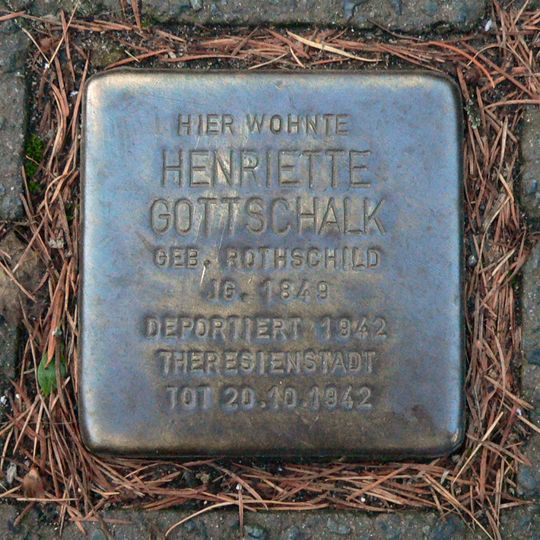 HIER WOHNTE
HENRIETTE
GOTTSCHALK
GEB. ROTHSCHILD
JG. 1849
DEPORTIERT 1942
THERESIENSTADT
TOT 20.10.1942